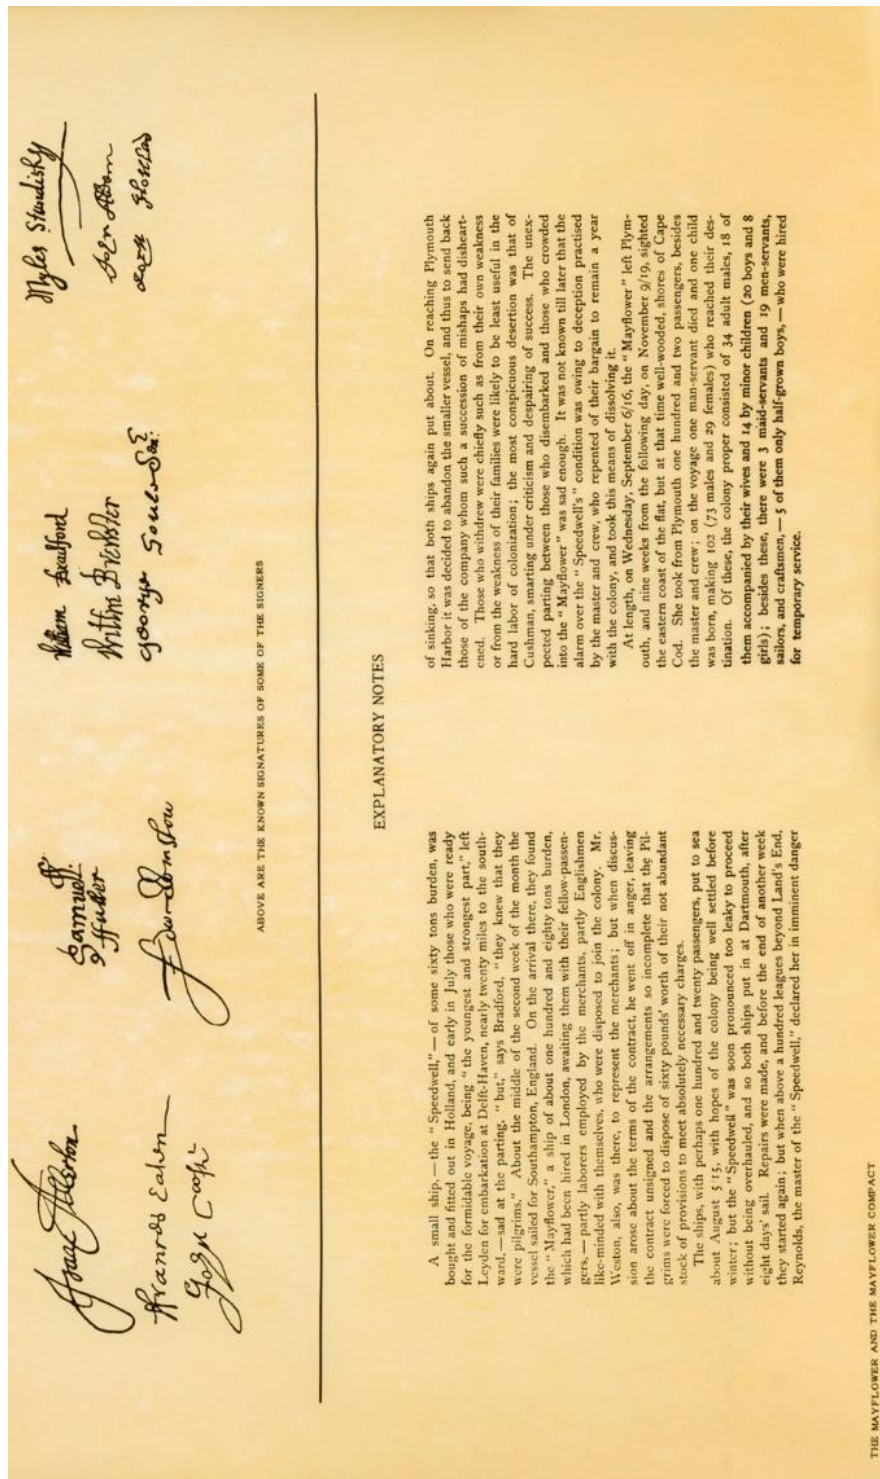 Samuell
ffuller
William Bradford
Myles Standish
Isaac Allerton
Willm Brewster
John Alden
Francis Eaton
Edw: Winslow
george Soule
ABOVE ARE THE KNOWN SIGNATURES OF SOME OF THE SIGNERS
EXPLANATORY NOTES
A small ship,—the “Speedwell,”—of some sixty tons burden, was
bought and fitted out in Holland, and early in July those who were ready
for the formidable voyage, being “the youngest and strongest part,” left
Leyden for embarkation at Delft-Haven, nearly twenty miles to the south-
ward,—sad at the parting, “but,” says Bradford, “they knew that they
were pilgrims.” About the middle of the second week of the month the
vessel sailed for Southampton, England. On the arrival there, they found
the “Mayflower,” a ship of about one hundred and eighty tons burden,
which had been hired in London, awaiting them with their fellow-passen-
gers,—partly laborers employed by the merchants, partly Englishmen
like-minded with themselves, who were disposed to join the colony. Mr.
Weston, also, was there, to represent the merchants; but when discus-
sion arose about the terms of the contract, he went off in anger, leaving
the contract unsigned and the arrangements so incomplete that the Pil-
grims were forced to dispose of sixty pounds’ worth of their not abundant
stock of provisions to meet absolutely necessary charges.
The ships, with perhaps one hundred and twenty passengers, put to sea
about August 5/15, with hopes of the colony being well settled before
winter; but the “Speedwell” was soon pronounced too leaky to proceed
without being overhauled, and so both ships put in at Dartmouth, after
eight days’ sail. Repairs were made, and before the end of another week
they started again; but when above a hundred leagues beyond Land’s End,
Reynolds, the master of the “Speedwell,” declared her in imminent danger
of sinking, so that both ships again put about. On reaching Plymouth
Harbor it was decided to abandon the smaller vessel, and thus to send back
those of the company whom such a succession of mishaps had disheart-
ened. Those who withdrew were chiefly such as from their own weakness
or from the weakness of their families were likely to be least useful in the
hard labor of colonization; the most conspicuous desertion was that of
Cushman, smarting under criticism and despairing of success. The unex-
pected parting between those who disembarked and those who crowded
into the “Mayflower” was sad enough. It was not known till later that the
alarm over the “Speedwell’s” condition was owing to deception practised
by the master and crew, who repented of their bargain to remain a year
with the colony, and took this means of dissolving it.
At length, on Wednesday, September 6/16, the “Mayflower” left Plym-
outh, and nine weeks from the following day, on November 9/19, sighted
the eastern coast of the flat, but at that time well-wooded, shores of Cape
Cod. She took from Plymouth one hundred and two passengers, besides
the master and crew; on the voyage one man-servant died and one child
was born, making 102 (73 males and 29 females) who reached their des-
tination. Of these, the colony proper consisted of 34 adult males, 18 of
them accompanied by their wives and 14 by minor children (20 boys and 8
girls); besides these, there were 3 maid-servants and 19 men-servants,
sailors, and craftsmen,—5 of them only half-grown boys,—who were hired
for temporary service.
THE MAYFLOWER AND THE MAYFLOWER COMPACT